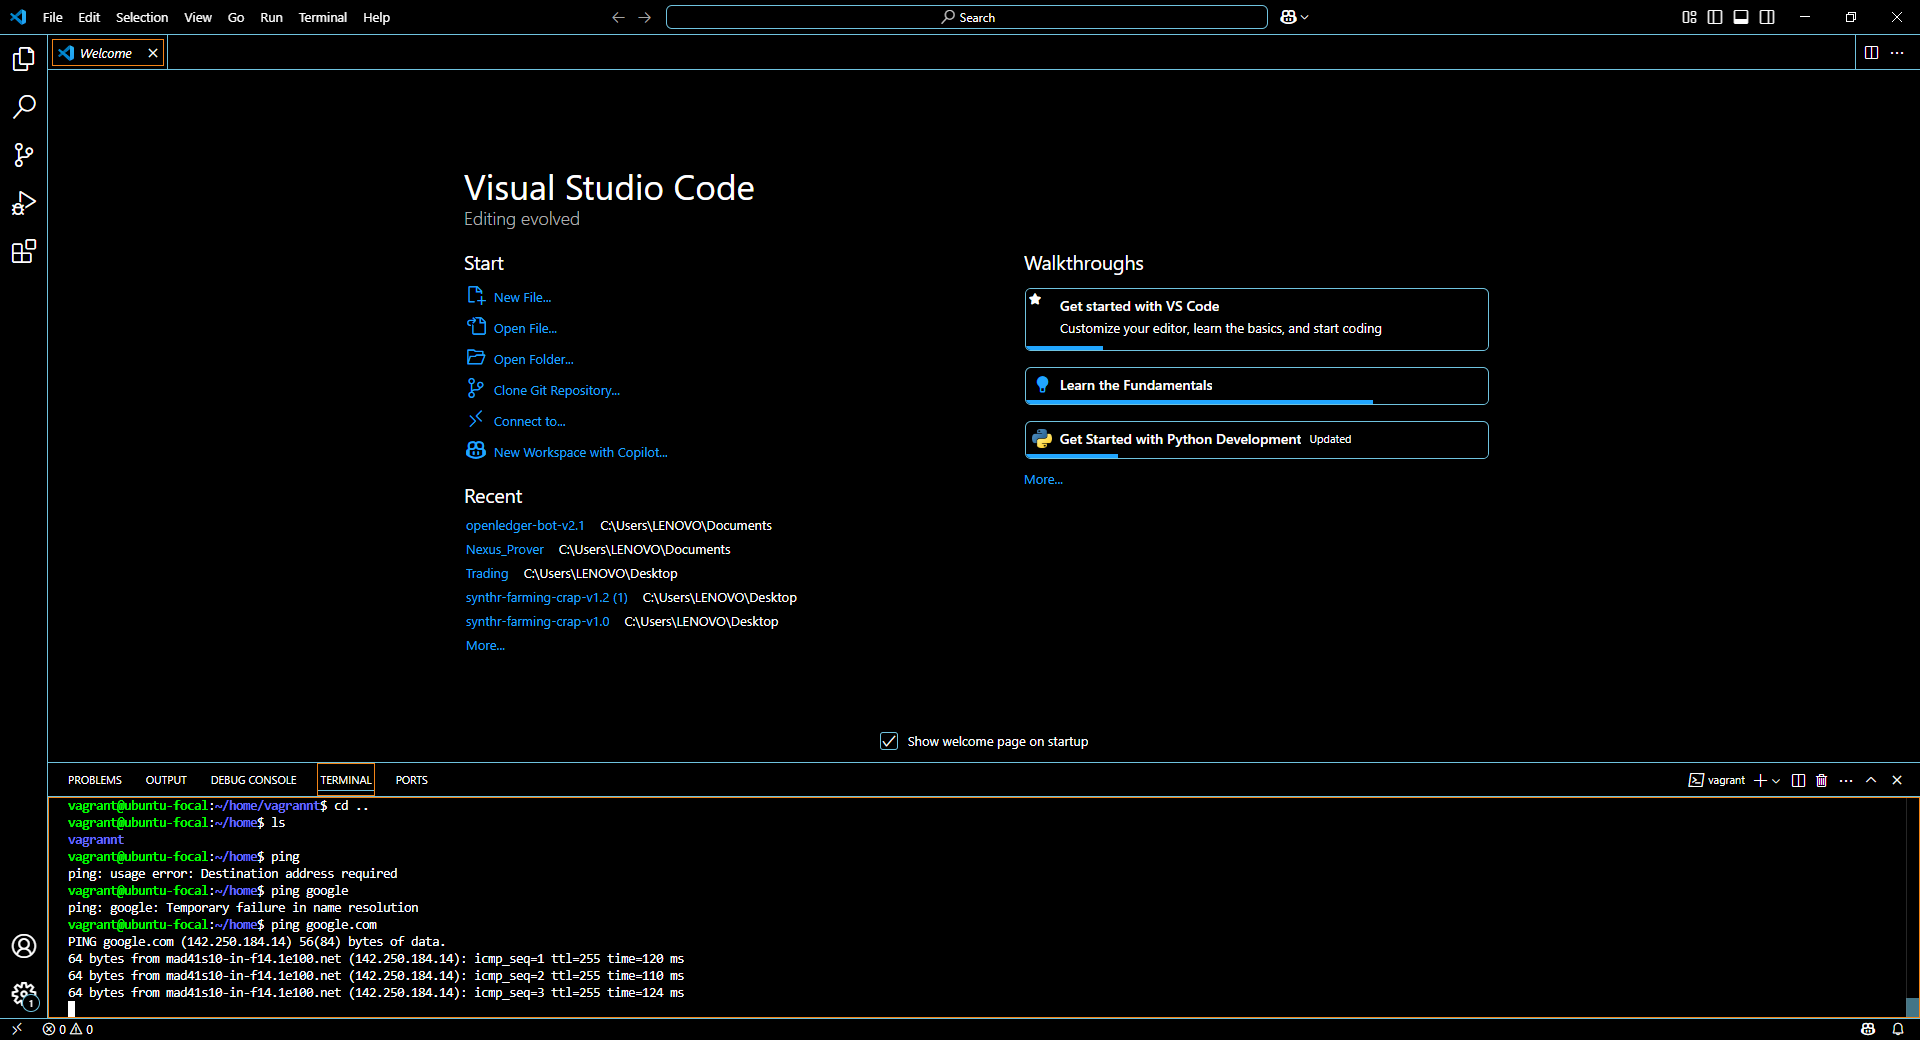 File Edit Selection View Go Run Terminal Help
Search
Welcome
Visual Studio Code
Editing evolved
Start
New File...
Open File...
Open Folder...
Clone Git Repository...
Connect to...
New Workspace with Copilot...
Recent
openledger-bot-v2.1 C:\Users\LENOVO\Documents
Nexus_Prover C:\Users\LENOVO\Documents
Trading C:\Users\LENOVO\Desktop
synthr-farming-crap-v1.2 (1) C:\Users\LENOVO\Desktop
synthr-farming-crap-v1.0 C:\Users\LENOVO\Desktop
More...
Walkthroughs
Get started with VS Code
Customize your editor, learn the basics, and start coding
Learn the Fundamentals
Get Started with Python Development Updated
More...
Show welcome page on startup
PROBLEMS OUTPUT DEBUG CONSOLE TERMINAL PORTS
vagrant
vagrant@ubuntu-focal:~/home/vagrannt$ cd ..
vagrant@ubuntu-focal:~/home$ ls
vagrannt
vagrant@ubuntu-focal:~/home$ ping
ping: usage error: Destination address required
vagrant@ubuntu-focal:~/home$ ping google
ping: google: Temporary failure in name resolution
vagrant@ubuntu-focal:~/home$ ping google.com
PING google.com (142.250.184.14) 56(84) bytes of data.
64 bytes from mad41s10-in-f14.1e100.net (142.250.184.14): icmp_seq=1 ttl=255 time=120 ms
64 bytes from mad41s10-in-f14.1e100.net (142.250.184.14): icmp_seq=2 ttl=255 time=110 ms
64 bytes from mad41s10-in-f14.1e100.net (142.250.184.14): icmp_seq=3 ttl=255 time=124 ms
1
0 0